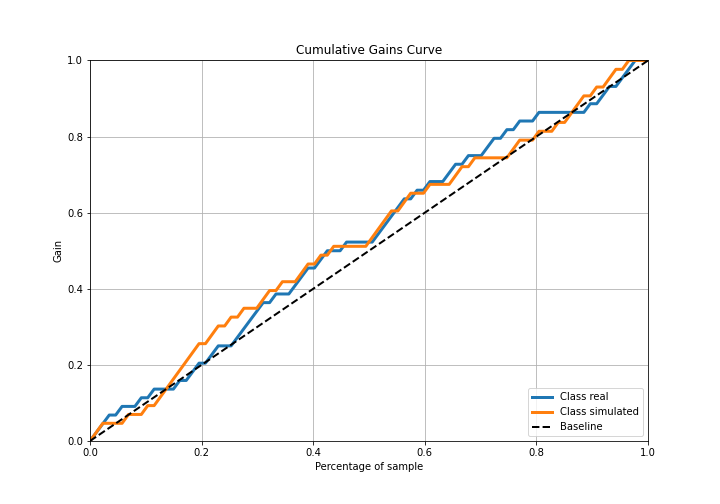 Cumulative Gains Curve
1.0
0.8
0.6
0.4
0.2
0.0
Gain
0.0 0.2 0.4 0.6 0.8 1.0
Percentage of sample
Class real
Class simulated
Baseline